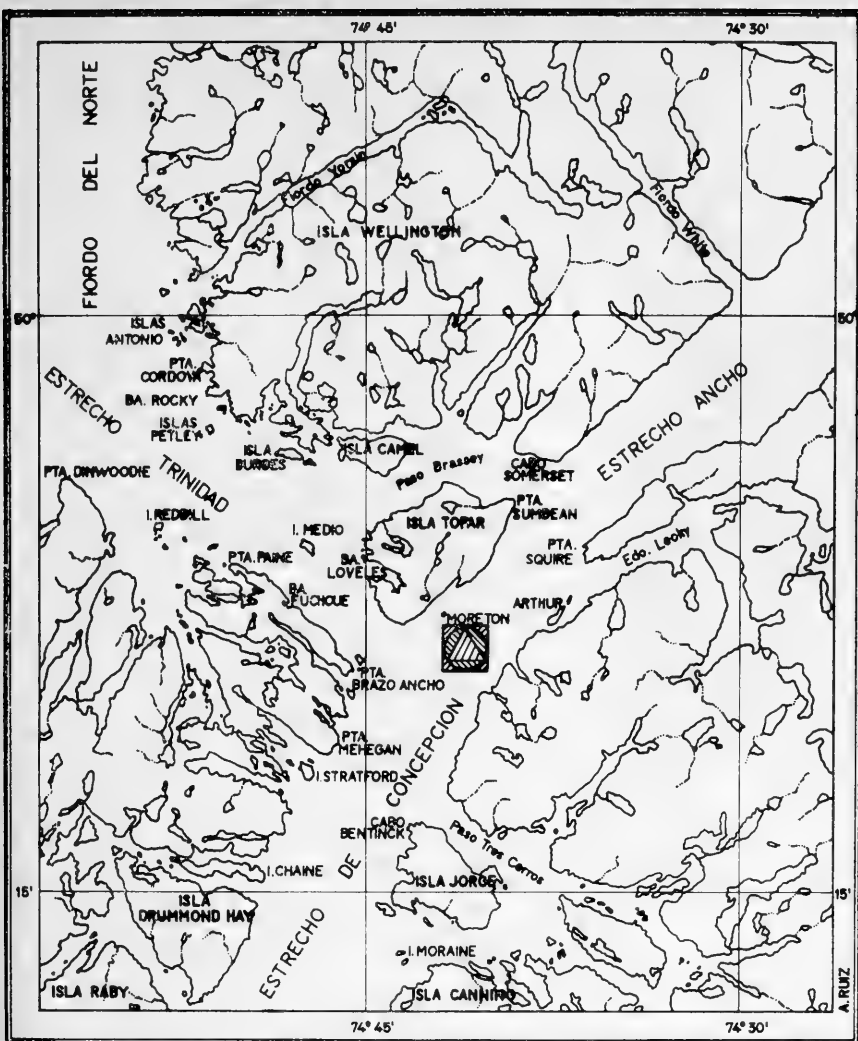 74° 45'
74° 30'
FIORDO DEL NORTE
Fiordo White
ISLA WELLINGTON
50°
50°
ISLAS
ANTONIO
PTA.
CORDOVA
ESTRECHO
TRINIDAD
BA. ROCKY
ISLAS
PETLEY
ISLA
BURGES
ISLA CAMEL
Paso Brassey
CABO
SOMERSET
ESTRECHO ANCHO
PTA. DINWOODIE
I. REDBILL
I. MEDIO
ISLA TOPAR
PTA.
SUMBEAN
PTA.
SQUIRE
Edo. Lecky
PTA. PAINE
BA.
LOVELES
BA.
ARTHUR
MORETON
PTA.
BRAZO ANCHO
PTA.
MEHEGAN
I. STRATFORD
ESTRECHO DE CONCEPCION
CABO
BENTINCK
Paso Tres Cerros
I. CHAINE
ISLA JORGE
15'
15'
ISLA
DRUMMOND HAY
I. MORAINE
ISLA RABY
ISLA CANNING
A. RUIZ
74° 45'
74° 30'